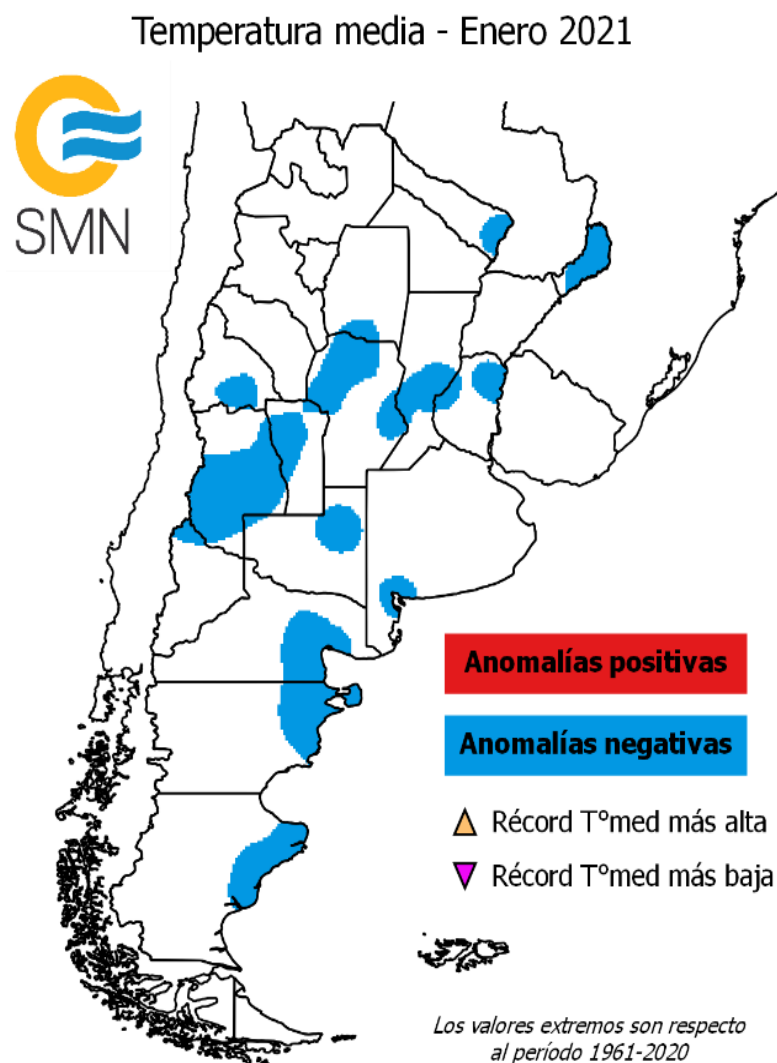 Temperatura media - Enero 2021
SMN
Anomalías positivas
Anomalías negativas
Récord T°med más alta
Récord T°med más baja
Los valores extremos son respecto
al período 1961-2020